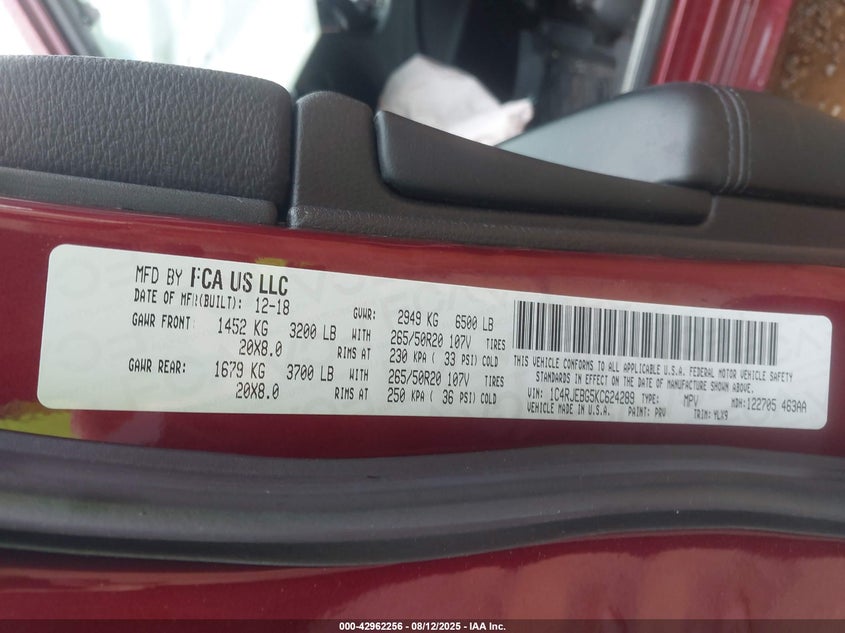 MFD BY FCA US LLC
DATE OF MFR(BUILT): 12-18 GVWR: 2949 KG 6500 LB
GAWR FRONT: 1452 KG 3200 LB WITH 265/50R20 107V TIRES
20X8.0 RIMS AT 230 KPA ( 33 PSI) COLD
GAWR REAR: 1679 KG 3700 LB WITH 265/50R20 107V TIRES
20X8.0 RIMS AT 250 KPA ( 36 PSI) COLD
THIS VEHICLE CONFORMS TO ALL APPLICABLE U.S.A. FEDERAL MOTOR VEHICLE SAFETY
STANDARDS IN EFFECT ON THE DATE OF MANUFACTURE SHOWN ABOVE.
VIN: 1C4RJEBG5KC624289 TYPE: MPV MDH:122705 463AA
VEHICLE MADE IN U.S.A. PAINT: PRV TRIM: YLX9
000-42962256 - 08/12/2025 - IAA Inc.